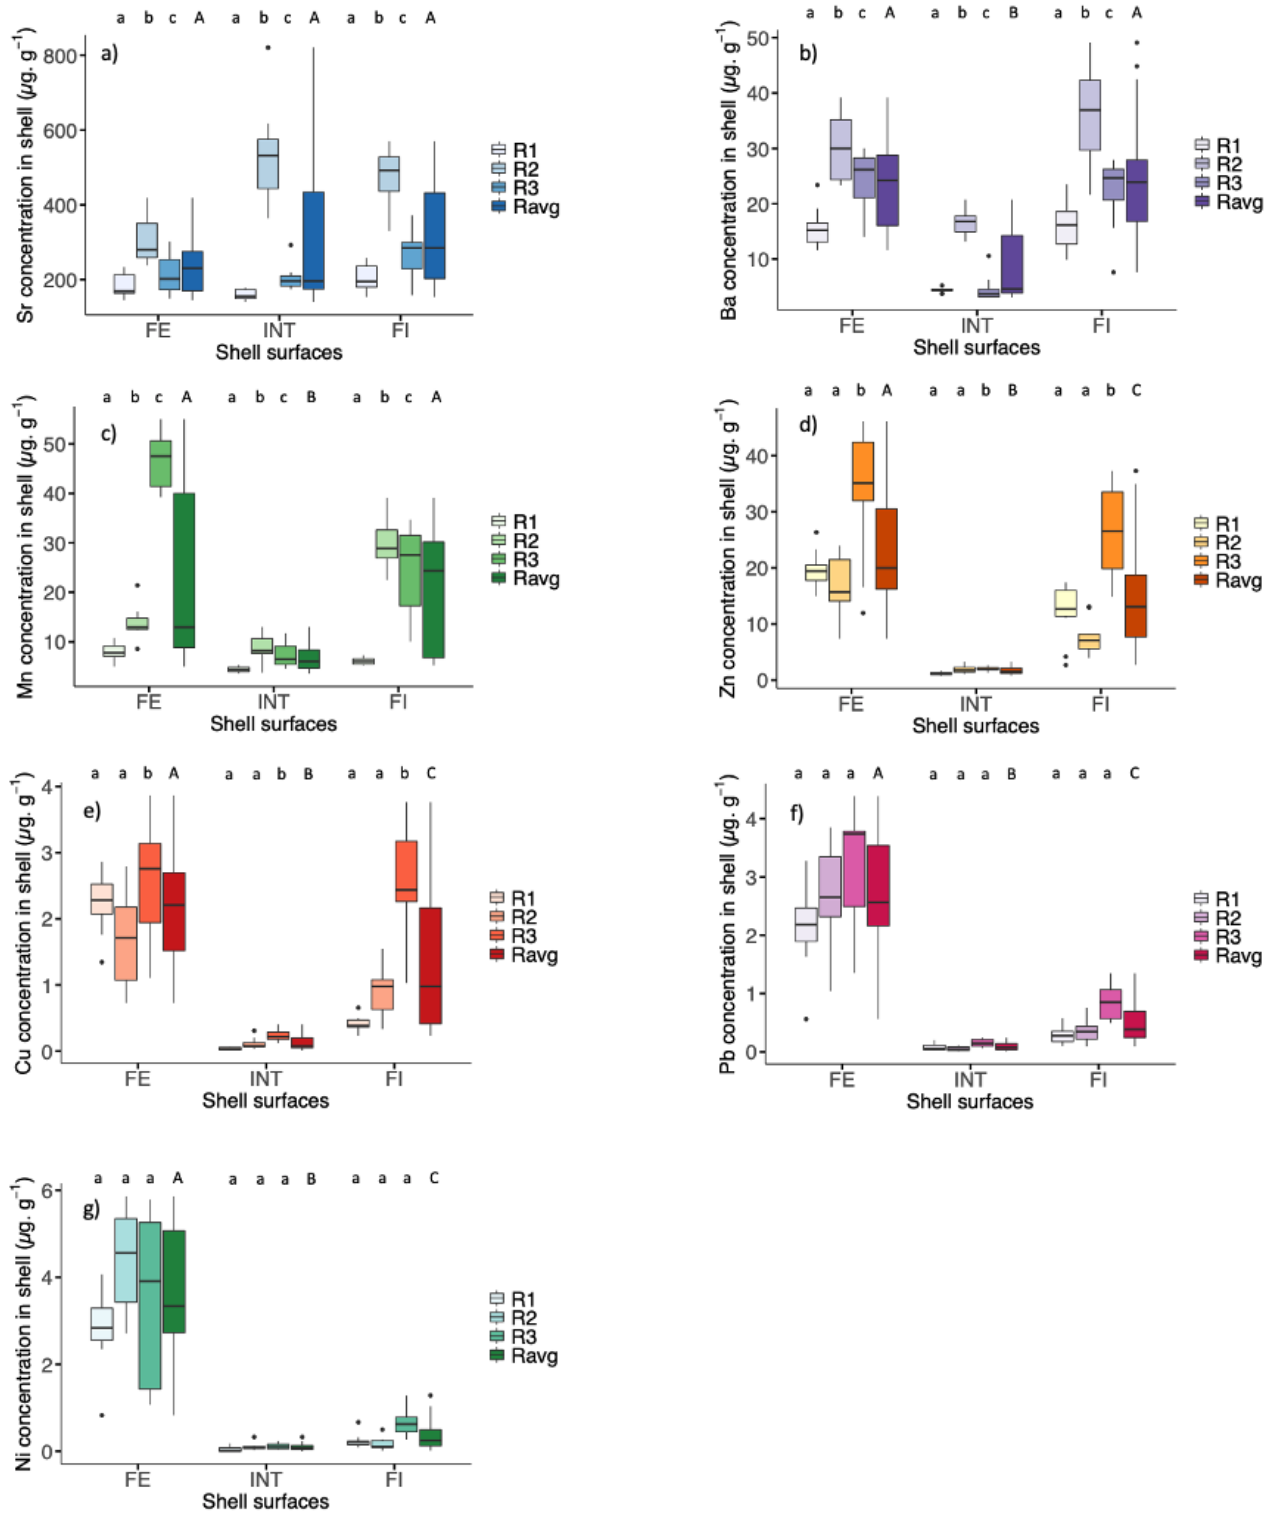 a b c A a b c A a b c A
a)
Sr concentration in shell (µg. g⁻¹)
800
600
400
200
FE INT FI
Shell surfaces
R1
R2
R3
Ravg
a b c A a b c B a b c A
b)
Ba concentration in shell (µg. g⁻¹)
50
40
30
20
10
FE INT FI
Shell surfaces
R1
R2
R3
Ravg
a b c A a b c B a b c A
c)
Mn concentration in shell (µg. g⁻¹)
50
40
30
20
10
FE INT FI
Shell surfaces
R1
R2
R3
Ravg
a a b A a a b B a a b C
d)
Zn concentration in shell (µg. g⁻¹)
40
30
20
10
0
FE INT FI
Shell surfaces
R1
R2
R3
Ravg
a a b A a a b B a a b C
e)
Cu concentration in shell (µg. g⁻¹)
4
3
2
1
0
FE INT FI
Shell surfaces
R1
R2
R3
Ravg
a a a A a a a B a a a C
f)
Pb concentration in shell (µg. g⁻¹)
4
3
2
1
0
FE INT FI
Shell surfaces
R1
R2
R3
Ravg
a a a A a a a B a a a C
g)
Ni concentration in shell (µg. g⁻¹)
6
4
2
0
FE INT FI
Shell surfaces
R1
R2
R3
Ravg